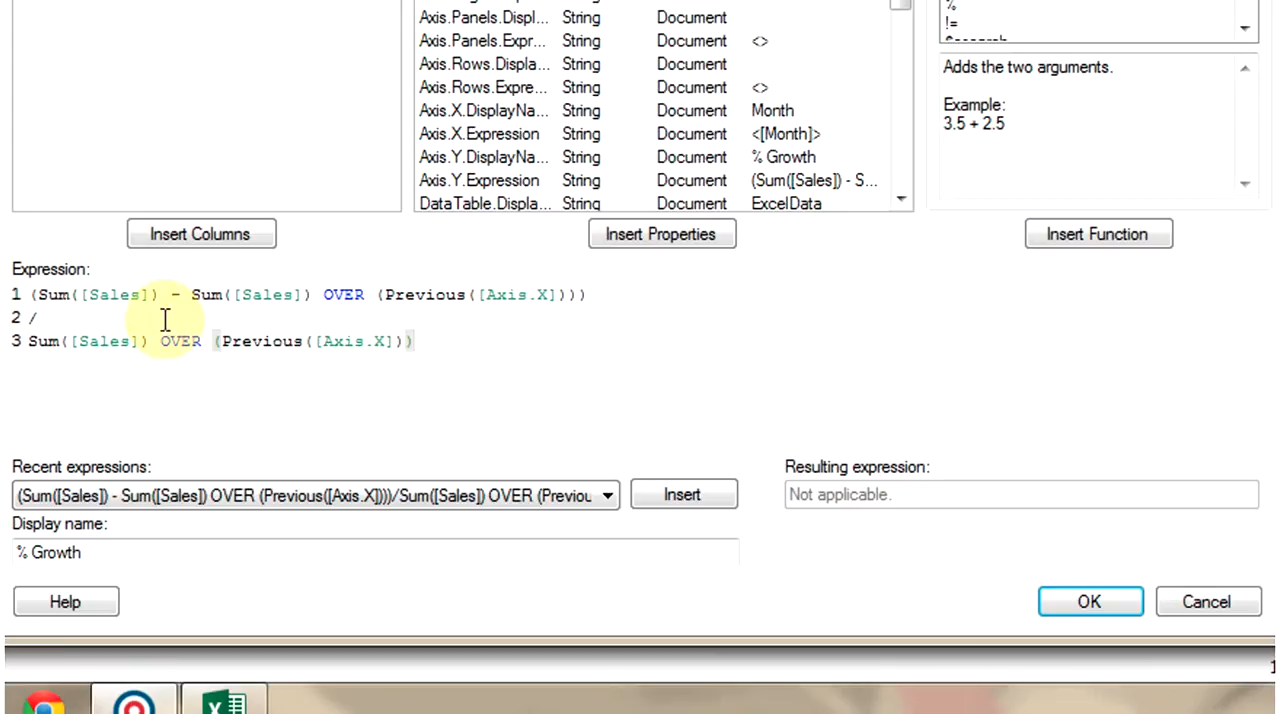 Axis.Panels.Displ... String Document
Axis.Panels.Expr... String Document <>
Axis.Rows.Displa... String Document
Axis.Rows.Expre... String Document <>
Axis.X.DisplayNa... String Document Month
Axis.X.Expression String Document <[Month]>
Axis.Y.DisplayNa... String Document % Growth
Axis.Y.Expression String Document (Sum([Sales]) - S...
DataTable.Displa... String Document ExcelData
%
!=
Adds the two arguments.
Example:
3.5 + 2.5
Insert Columns
Insert Properties
Insert Function
Expression:
1 (Sum([Sales]) - Sum([Sales]) OVER (Previous([Axis.X])))
2 /
3 Sum([Sales]) OVER (Previous([Axis.X]))
Recent expressions:
(Sum([Sales]) - Sum([Sales]) OVER (Previous([Axis.X])))/Sum([Sales]) OVER (Previou
Insert
Resulting expression:
Not applicable.
Display name:
% Growth
Help
OK
Cancel